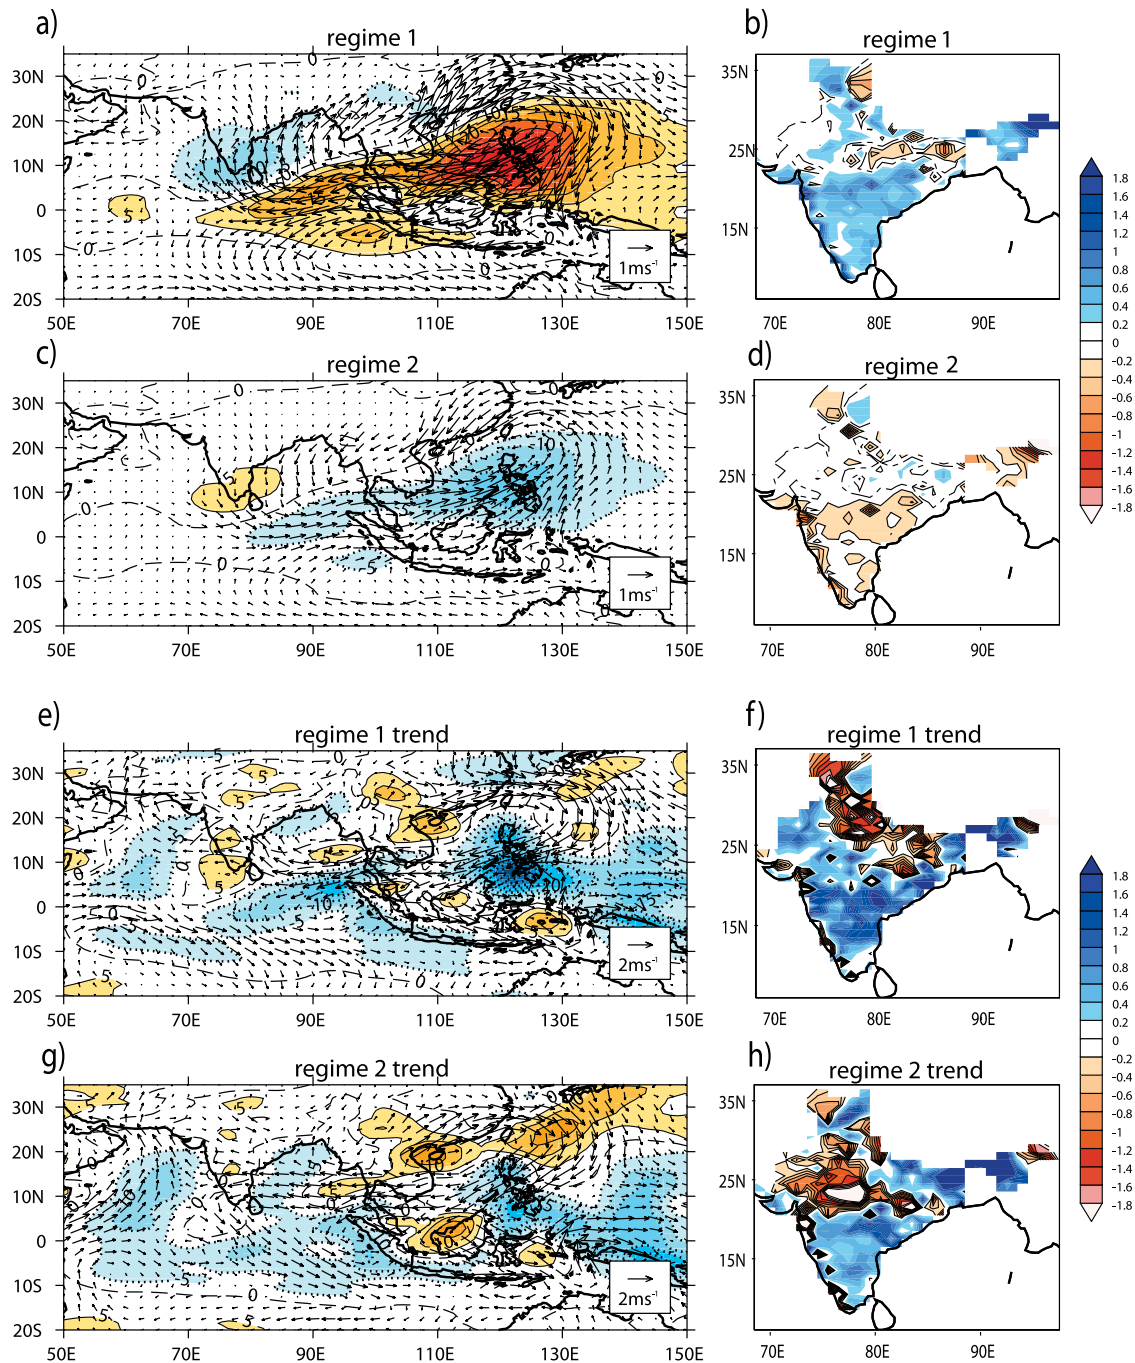 a)
regime 1
30N
20N
10N
0
10S
20S
50E 70E 90E 110E 130E 150E
1ms⁻¹
b)
regime 1
35N
25N
15N
70E 80E 90E
c)
regime 2
30N
20N
10N
0
10S
20S
50E 70E 90E 110E 130E 150E
1ms⁻¹
d)
regime 2
35N
25N
15N
70E 80E 90E
1.8
1.6
1.4
1.2
1
0.8
0.6
0.4
0.2
0
-0.2
-0.4
-0.6
-0.8
-1
-1.2
-1.4
-1.6
-1.8
e)
regime 1 trend
30N
20N
10N
0
10S
20S
50E 70E 90E 110E 130E 150E
2ms⁻¹
f)
regime 1 trend
35N
25N
15N
70E 80E 90E
g)
regime 2 trend
30N
20N
10N
0
10S
20S
50E 70E 90E 110E 130E 150E
2ms⁻¹
h)
regime 2 trend
35N
25N
15N
70E 80E 90E
1.8
1.6
1.4
1.2
1
0.8
0.6
0.4
0.2
0
-0.2
-0.4
-0.6
-0.8
-1
-1.2
-1.4
-1.6
-1.8